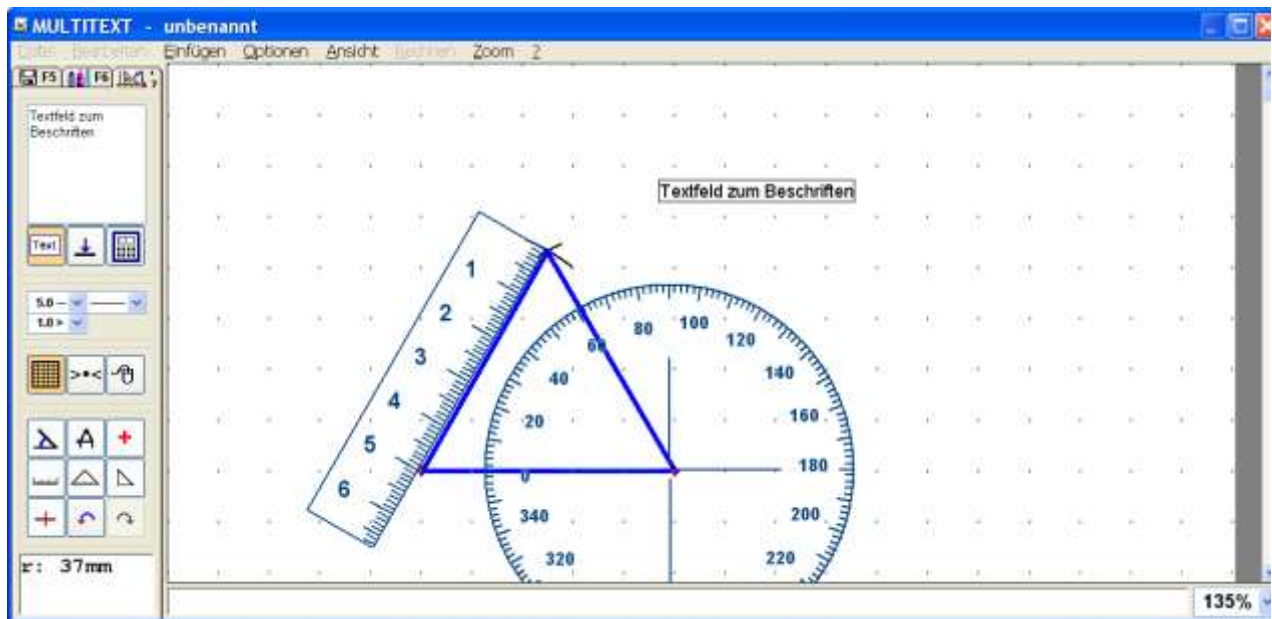 MULTITEXT - unbenannt
Datei Bearbeiten Einfügen Optionen Ansicht Rechnen Zoom ?
F5 F6
Textfeld zum
Beschriften
Text
5.0
1.0 >
>•<
A
r: 37mm
Textfeld zum Beschriften
1
2
3
4
5
6
0
20
40
60
80
100
120
140
160
180
200
220
320
340
135%